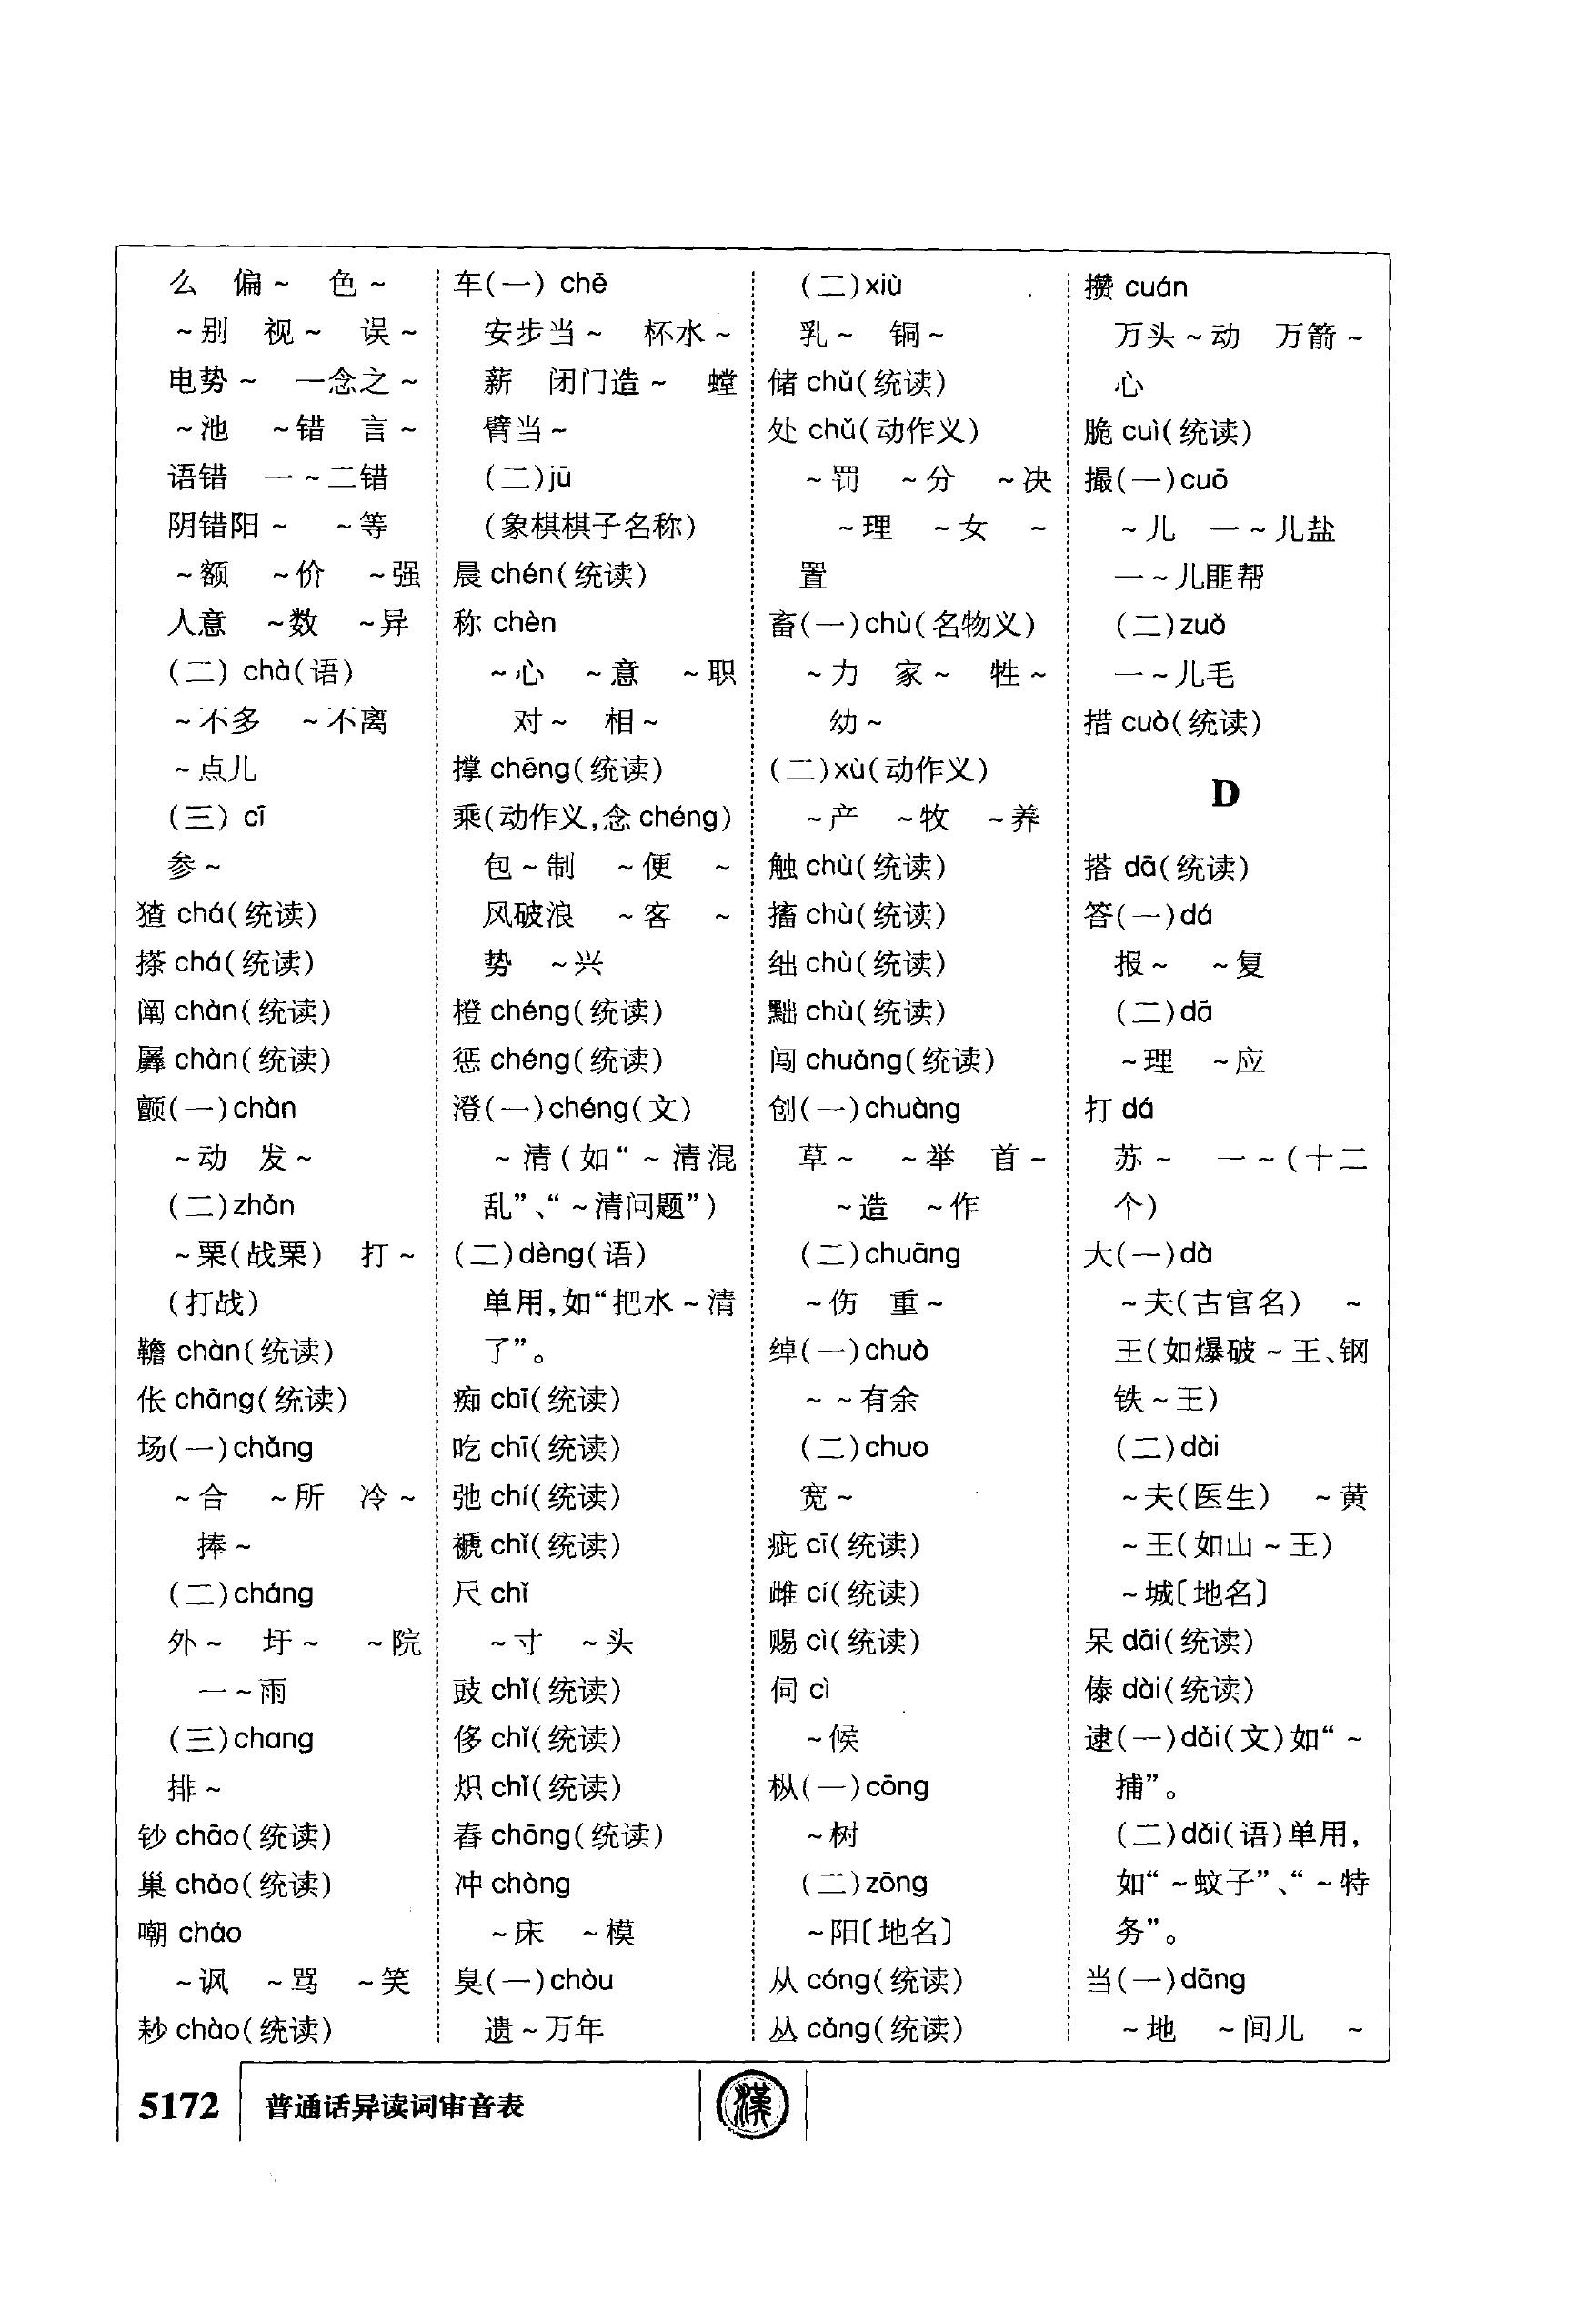 么　偏～　色～
～别　视～　误～
电势～　一念之～
～池　～错　言～
语错　一～二错
阴错阳～　～等
～额　～价　～强
人意　～数　～异
(二) chà(语)
～不多　～不离
～点儿
(三) cī
参～
猹 chá(统读)
搽 chá(统读)
阐 chǎn(统读)
羼 chàn(统读)
颤(一)chàn
～动　发～
(二)zhàn
～栗(战栗)　打～
(打战)
韂 chàn(统读)
伥 chāng(统读)
场(一)chǎng
～合　～所　冷～
捧～
(二)cháng
外～　圩～　～院
一～雨
(三)chang
排～
钞 chāo(统读)
巢 cháo(统读)
嘲 cháo
～讽　～骂　～笑
耖 chào(统读)
车(一) chē
安步当～　杯水～
薪　闭门造～　螳
臂当～
(二)jū
(象棋棋子名称)
晨 chén(统读)
称 chèn
～心　～意　～职
对～　相～
撑 chēng(统读)
乘(动作义,念 chéng)
包～制　～便　～
风破浪　～客　～
势　～兴
橙 chéng(统读)
惩 chéng(统读)
澄(一)chéng(文)
～清(如“～清混
乱”、“～清问题”)
(二)dèng(语)
单用,如“把水～清
了”。
痴 cbī(统读)
吃 chī(统读)
弛 chí(统读)
褫 chǐ(统读)
尺 chǐ
～寸　～头
豉 chǐ(统读)
侈 chǐ(统读)
炽 chì(统读)
舂 chōng(统读)
冲 chòng
～床　～模
臭(一)chòu
遗～万年
(二)xiù
乳～　铜～
储 chǔ(统读)
处 chǔ(动作义)
～罚　～分　～决
～理　～女　～
置
畜(一)chù(名物义)
～力　家～　牲～
幼～
(二)xù(动作义)
～产　～牧　～养
触 chù(统读)
搐 chù(统读)
绌 chù(统读)
黜 chù(统读)
闯 chuǎng(统读)
创(一)chuàng
草～　～举　首～
～造　～作
(二)chuāng
～伤　重～
绰(一)chuò
～～有余
(二)chuo
宽～
疵 cī(统读)
雌 cí(统读)
赐 cì(统读)
伺 cì
～候
枞(一)cōng
～树
(二)zōng
～阳〔地名〕
从 cóng(统读)
丛 cǎng(统读)
攒 cuán
万头～动　万箭～
心
脆 cuì(统读)
撮(一)cuō
～儿　一～儿盐
一～儿匪帮
(二)zuǒ
一～儿毛
措 cuò(统读)
D
搭 dā(统读)
答(一)dá
报～　～复
(二)dā
～理　～应
打 dá
苏～　一～(十二
个)
大(一)dà
～夫(古官名)　～
王(如爆破～王、钢
铁～王)
(二)dài
～夫(医生)　～黄
～王(如山～王)
～城〔地名〕
呆 dāi(统读)
傣 dài(统读)
逮(一)dǎi(文)如“～
捕”。
(二)dǎi(语)单用,
如“～蚊子”、“～特
务”。
当(一)dāng
～地　～间儿　～
5172　普通话异读词审音表
漢